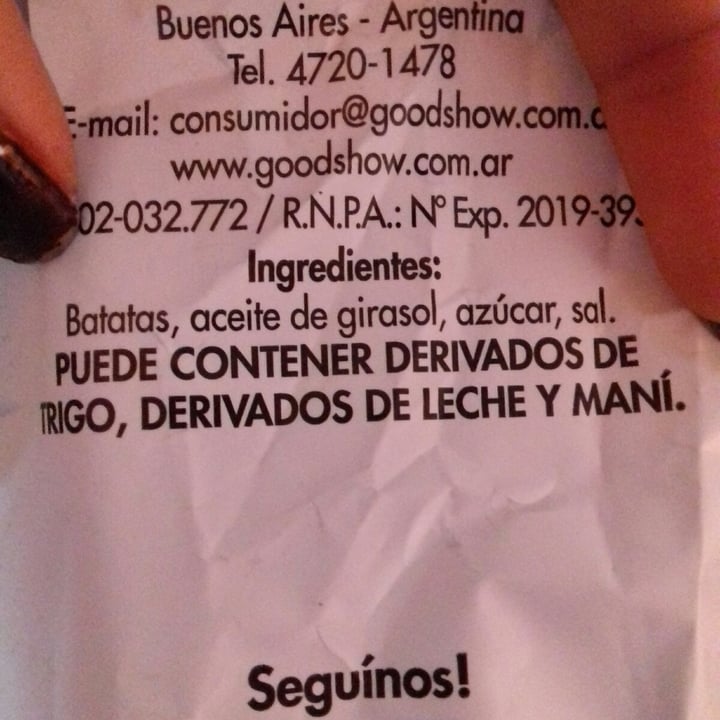 Buenos Aires - Argentina
Tel. 4720-1478
E-mail: consumidor@goodshow.com.a
www.goodshow.com.ar
02-032.772 / R.N.P.A.: Nº Exp. 2019-39
Ingredientes:
Batatas, aceite de girasol, azúcar, sal.
PUEDE CONTENER DERIVADOS DE
TRIGO, DERIVADOS DE LECHE Y MANÍ.
Seguínos!